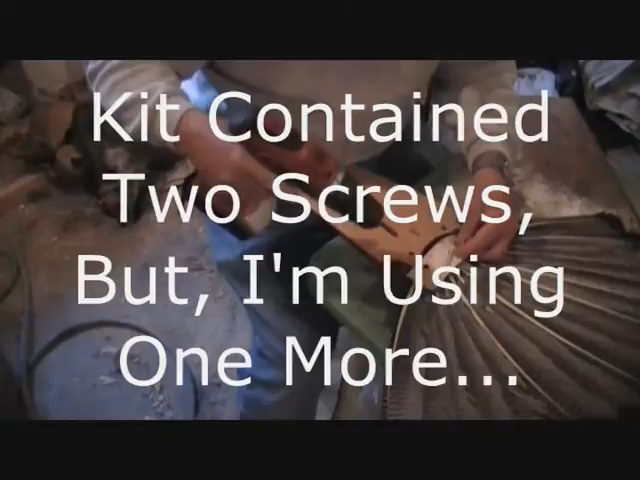 Kit Contained
Two Screws,
But, I'm Using
One More...